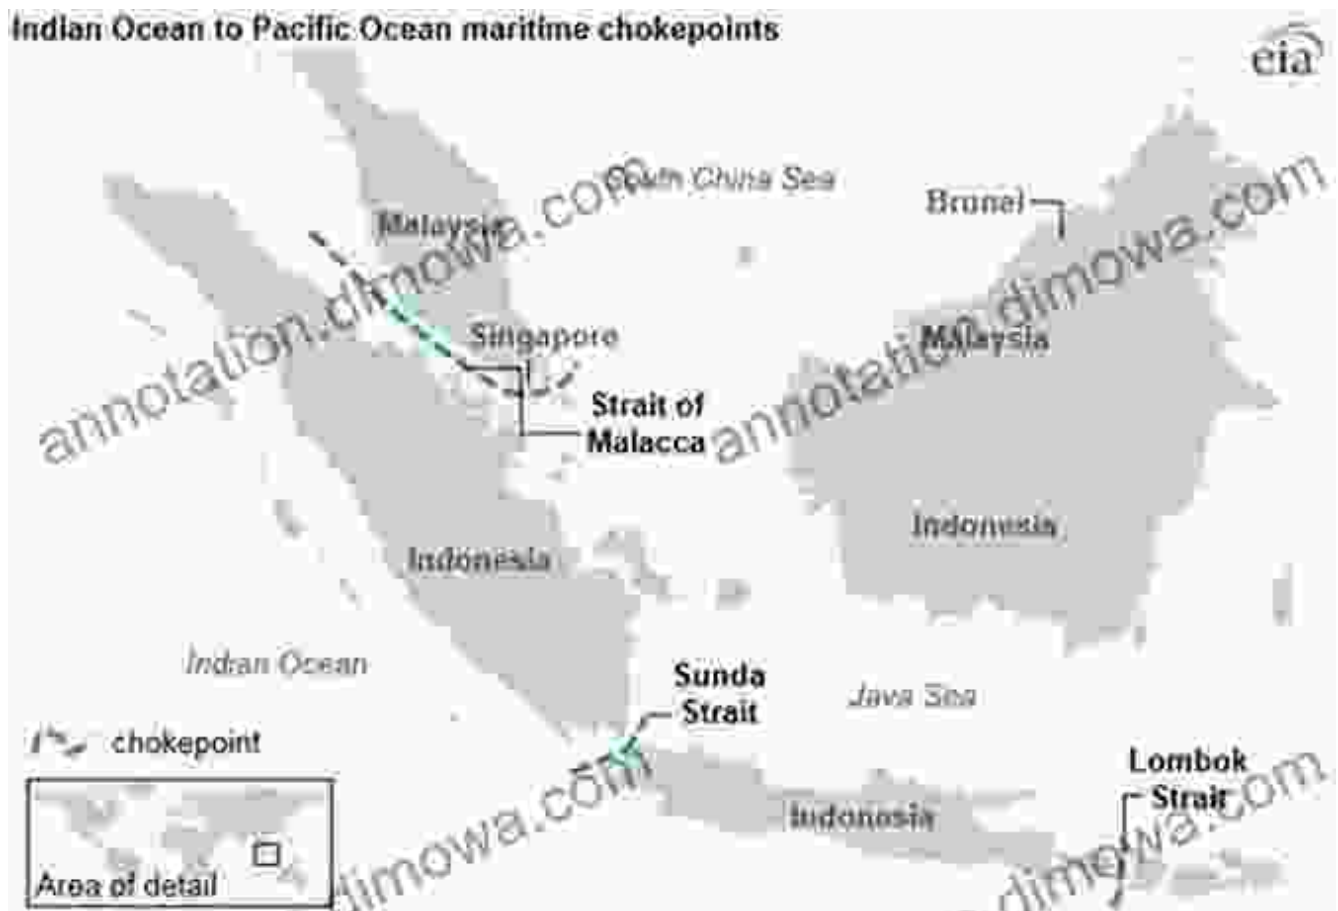 Indian Ocean to Pacific Ocean maritime chokepoints
eia
South China Sea
Malaysia
Brunei
Singapore
Malaysia
Strait of
Malacca
Indonesia
Indonesia
Indian Ocean
Sunda
Strait
Java Sea
chokepoint
Lombok
Strait
Indonesia
Area of detail
annotation.dimowa.com
annotation.dimowa.com
dimowa.com
dimowa.com